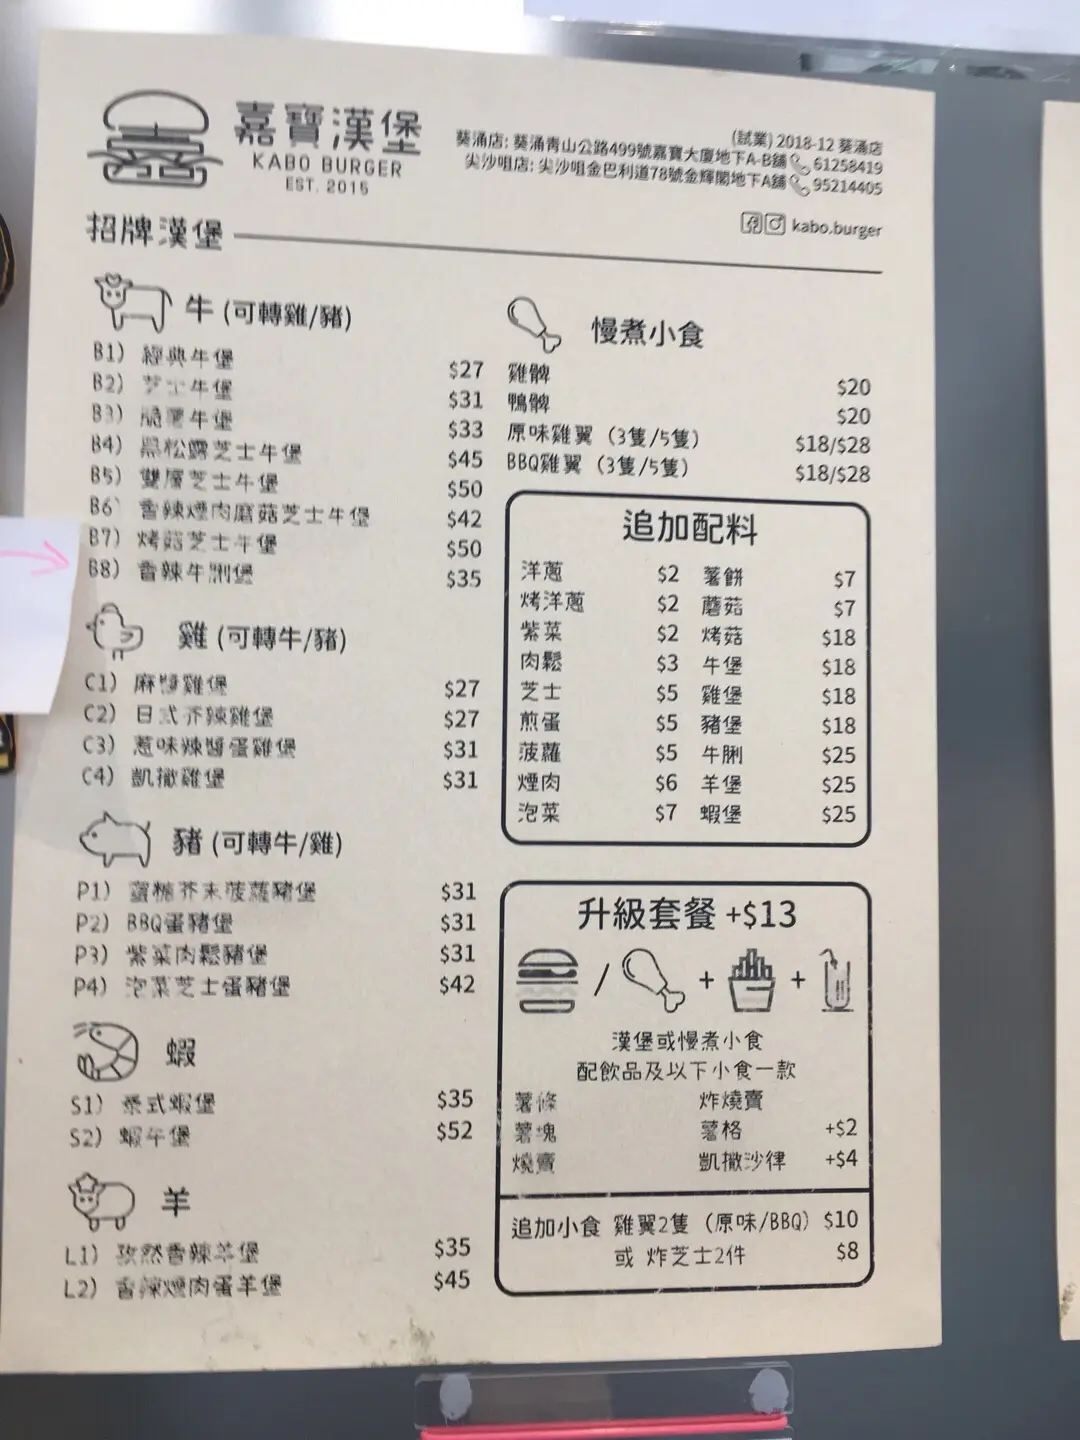 嘉寶漢堡
KABO BURGER
EST. 2015
(試業) 2018-12 葵涌店
葵涌店: 葵涌青山公路499號嘉寶大廈地下A-B舖 61258419
尖沙咀店: 尖沙咀金巴利道78號金輝閣地下A舖 95214405
kabo.burger
招牌漢堡
牛 (可轉雞/豬)
B1) 經典牛堡 $27
B2) 芝士牛堡 $31
B3) 脆薯牛堡 $33
B4) 黑松露芝士牛堡 $45
B5) 雙層芝士牛堡 $50
B6) 香辣煙肉磨菇芝士牛堡 $42
B7) 烤菇芝士牛堡 $50
B8) 香辣牛脷堡 $35
雞 (可轉牛/豬)
C1) 麻醬雞堡 $27
C2) 日式芥辣雞堡 $27
C3) 惹味辣醬蛋雞堡 $31
C4) 凱撒雞堡 $31
豬 (可轉牛/雞)
P1) 蜜糖芥末菠蘿豬堡 $31
P2) BBQ蛋豬堡 $31
P3) 紫菜肉鬆豬堡 $31
P4) 泡菜芝士蛋豬堡 $42
蝦
S1) 泰式蝦堡 $35
S2) 蝦牛堡 $52
羊
L1) 孜然香辣羊堡 $35
L2) 香辣煙肉蛋羊堡 $45
慢煮小食
雞髀 $20
鴨髀 $20
原味雞翼 (3隻/5隻) $18/$28
BBQ雞翼 (3隻/5隻) $18/$28
追加配料
洋蔥 $2 薯餅 $7
烤洋蔥 $2 蘑菇 $7
紫菜 $2 烤菇 $18
肉鬆 $3 牛堡 $18
芝士 $5 雞堡 $18
煎蛋 $5 豬堡 $18
菠蘿 $5 牛脷 $25
煙肉 $6 羊堡 $25
泡菜 $7 蝦堡 $25
升級套餐 +$13
/ + +
漢堡或慢煮小食
配飲品及以下小食一款
薯條 炸燒賣
薯塊 薯格 +$2
燒賣 凱撒沙律 +$4
追加小食 雞翼2隻 (原味/BBQ) $10
或 炸芝士2件 $8